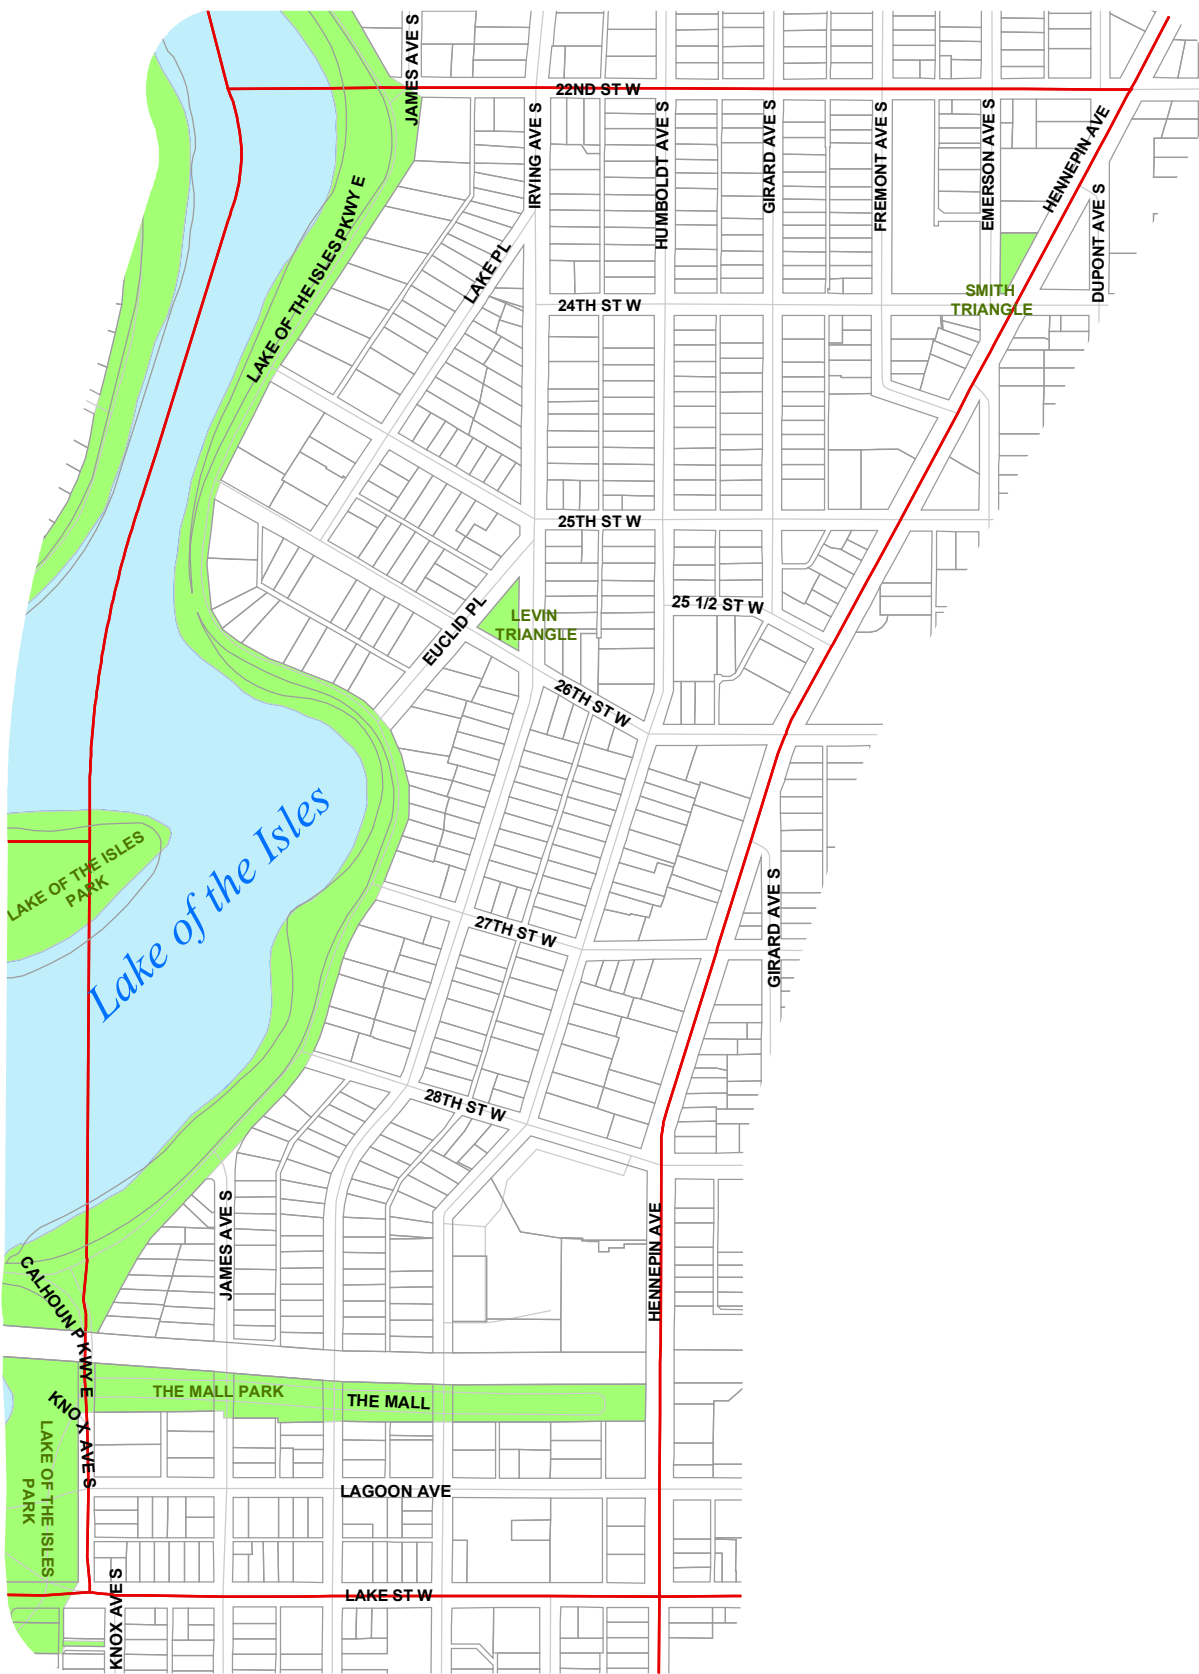 JAMES AVE S
22ND ST W
IRVING AVE S
HUMBOLDT AVE S
GIRARD AVE S
FREMONT AVE S
EMERSON AVE S
HENNEPIN AVE
DUPONT AVE S
LAKE OF THE ISLES PKWY E
LAKE PL
24TH ST W
SMITH
TRIANGLE
25TH ST W
25 1/2 ST W
EUCLID PL
LEVIN
TRIANGLE
26TH ST W
Lake of the Isles
LAKE OF THE ISLES
PARK
27TH ST W
GIRARD AVE S
28TH ST W
JAMES AVE S
HENNEPIN AVE
CALHOUN PKWY E
THE MALL PARK
THE MALL
KNOX AVE S
LAKE OF THE ISLES
PARK
LAGOON AVE
LAKE ST W
KNOX AVE S